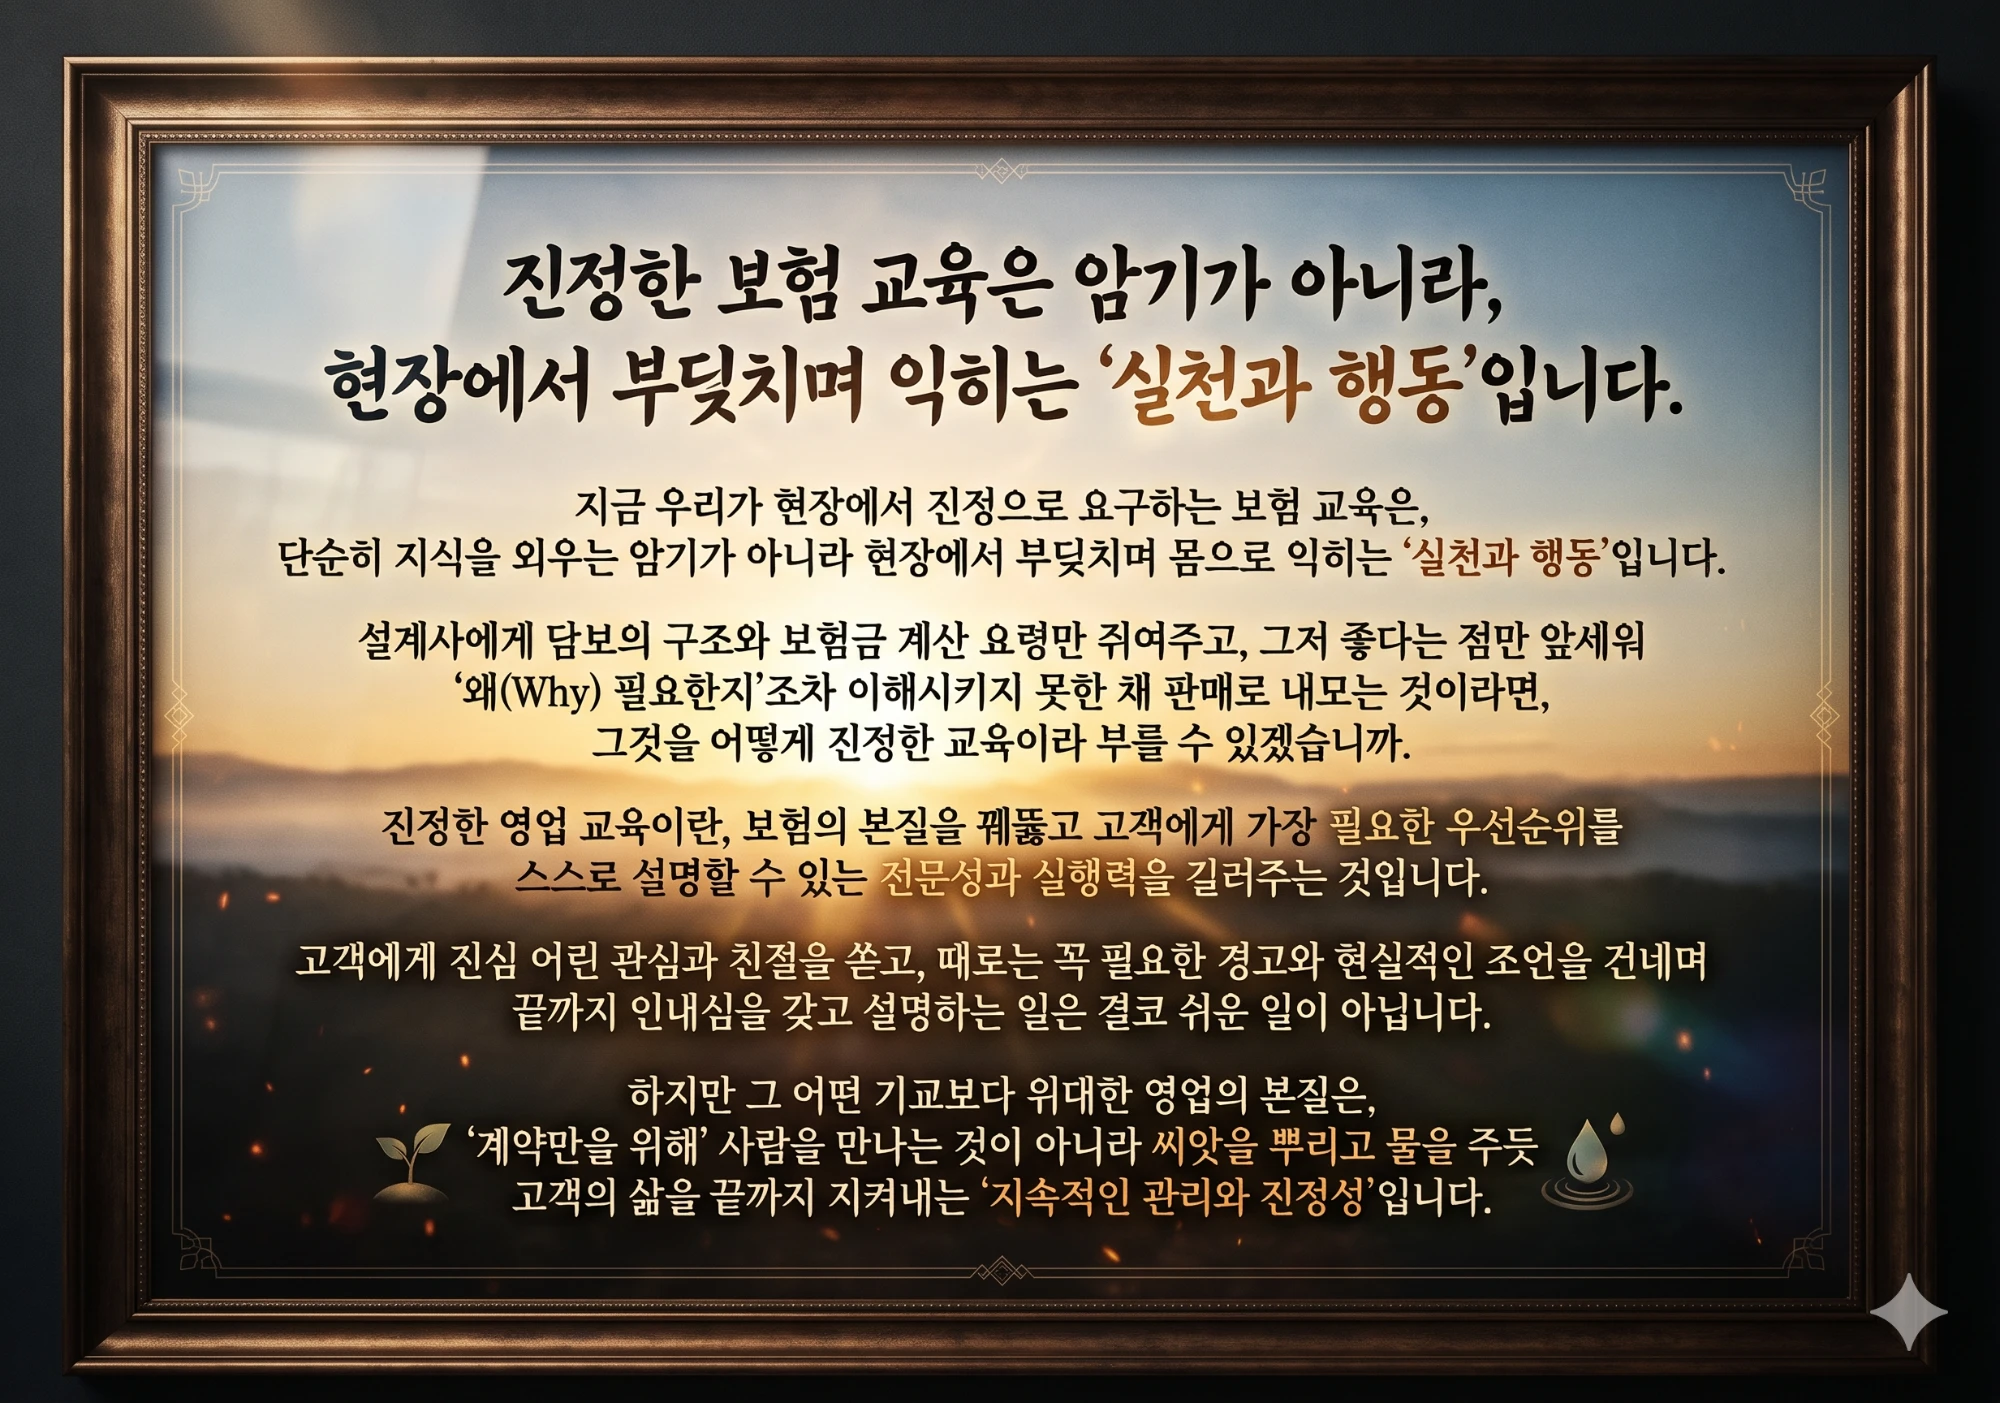 진정한 보험 교육은 암기가 아니라,
현장에서 부딪치며 익히는 ‘실천과 행동’입니다.
지금 우리가 현장에서 진정으로 요구하는 보험 교육은,
단순히 지식을 외우는 암기가 아니라 현장에서 부딪치며 몸으로 익히는 ‘실천과 행동’입니다.
설계사에게 담보의 구조와 보험금 계산 요령만 쥐여주고, 그저 좋다는 점만 앞세워
‘왜(Why) 필요한지’조차 이해시키지 못한 채 판매로 내모는 것이라면,
그것을 어떻게 진정한 교육이라 부를 수 있겠습니까.
진정한 영업 교육이란, 보험의 본질을 꿰뚫고 고객에게 가장 필요한 우선순위를
스스로 설명할 수 있는 전문성과 실행력을 길러주는 것입니다.
고객에게 진심 어린 관심과 친절을 쏟고, 때로는 꼭 필요한 경고와 현실적인 조언을 건네며
끝까지 인내심을 갖고 설명하는 일은 결코 쉬운 일이 아닙니다.
하지만 그 어떤 기교보다 위대한 영업의 본질은,
‘계약만을 위해’ 사람을 만나는 것이 아니라 씨앗을 뿌리고 물을 주듯
고객의 삶을 끝까지 지켜내는 ‘지속적인 관리와 진정성’입니다.